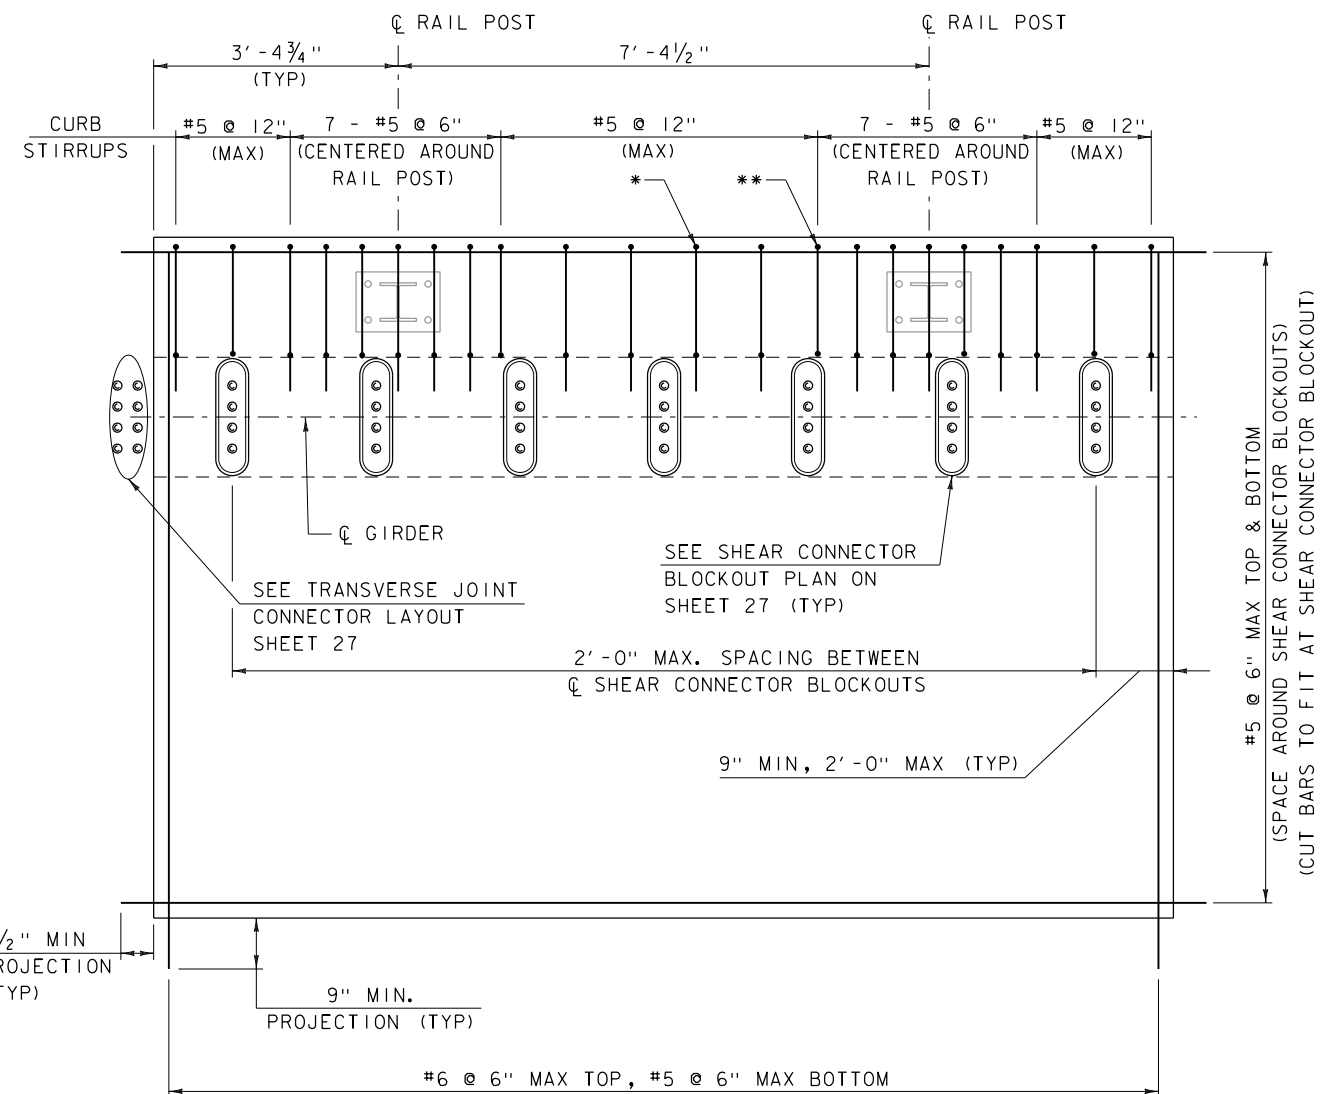 ℄ RAIL POST
℄ RAIL POST
3'-4¾"
(TYP)
7'-4½"
CURB
STIRRUPS
#5 @ 12"
(MAX)
7 - #5 @ 6"
(CENTERED AROUND
RAIL POST)
#5 @ 12"
(MAX)
7 - #5 @ 6"
(CENTERED AROUND
RAIL POST)
#5 @ 12"
(MAX)
*
**
℄ GIRDER
SEE TRANSVERSE JOINT
CONNECTOR LAYOUT
SHEET 27
SEE SHEAR CONNECTOR
BLOCKOUT PLAN ON
SHEET 27 (TYP)
2'-0" MAX. SPACING BETWEEN
℄ SHEAR CONNECTOR BLOCKOUTS
9" MIN, 2'-0" MAX (TYP)
#5 @ 6" MAX TOP & BOTTOM
(SPACE AROUND SHEAR CONNECTOR BLOCKOUTS)
(CUT BARS TO FIT AT SHEAR CONNECTOR BLOCKOUT)
/2" MIN
ROJECTION
TYP)
9" MIN.
PROJECTION (TYP)
#6 @ 6" MAX TOP, #5 @ 6" MAX BOTTOM